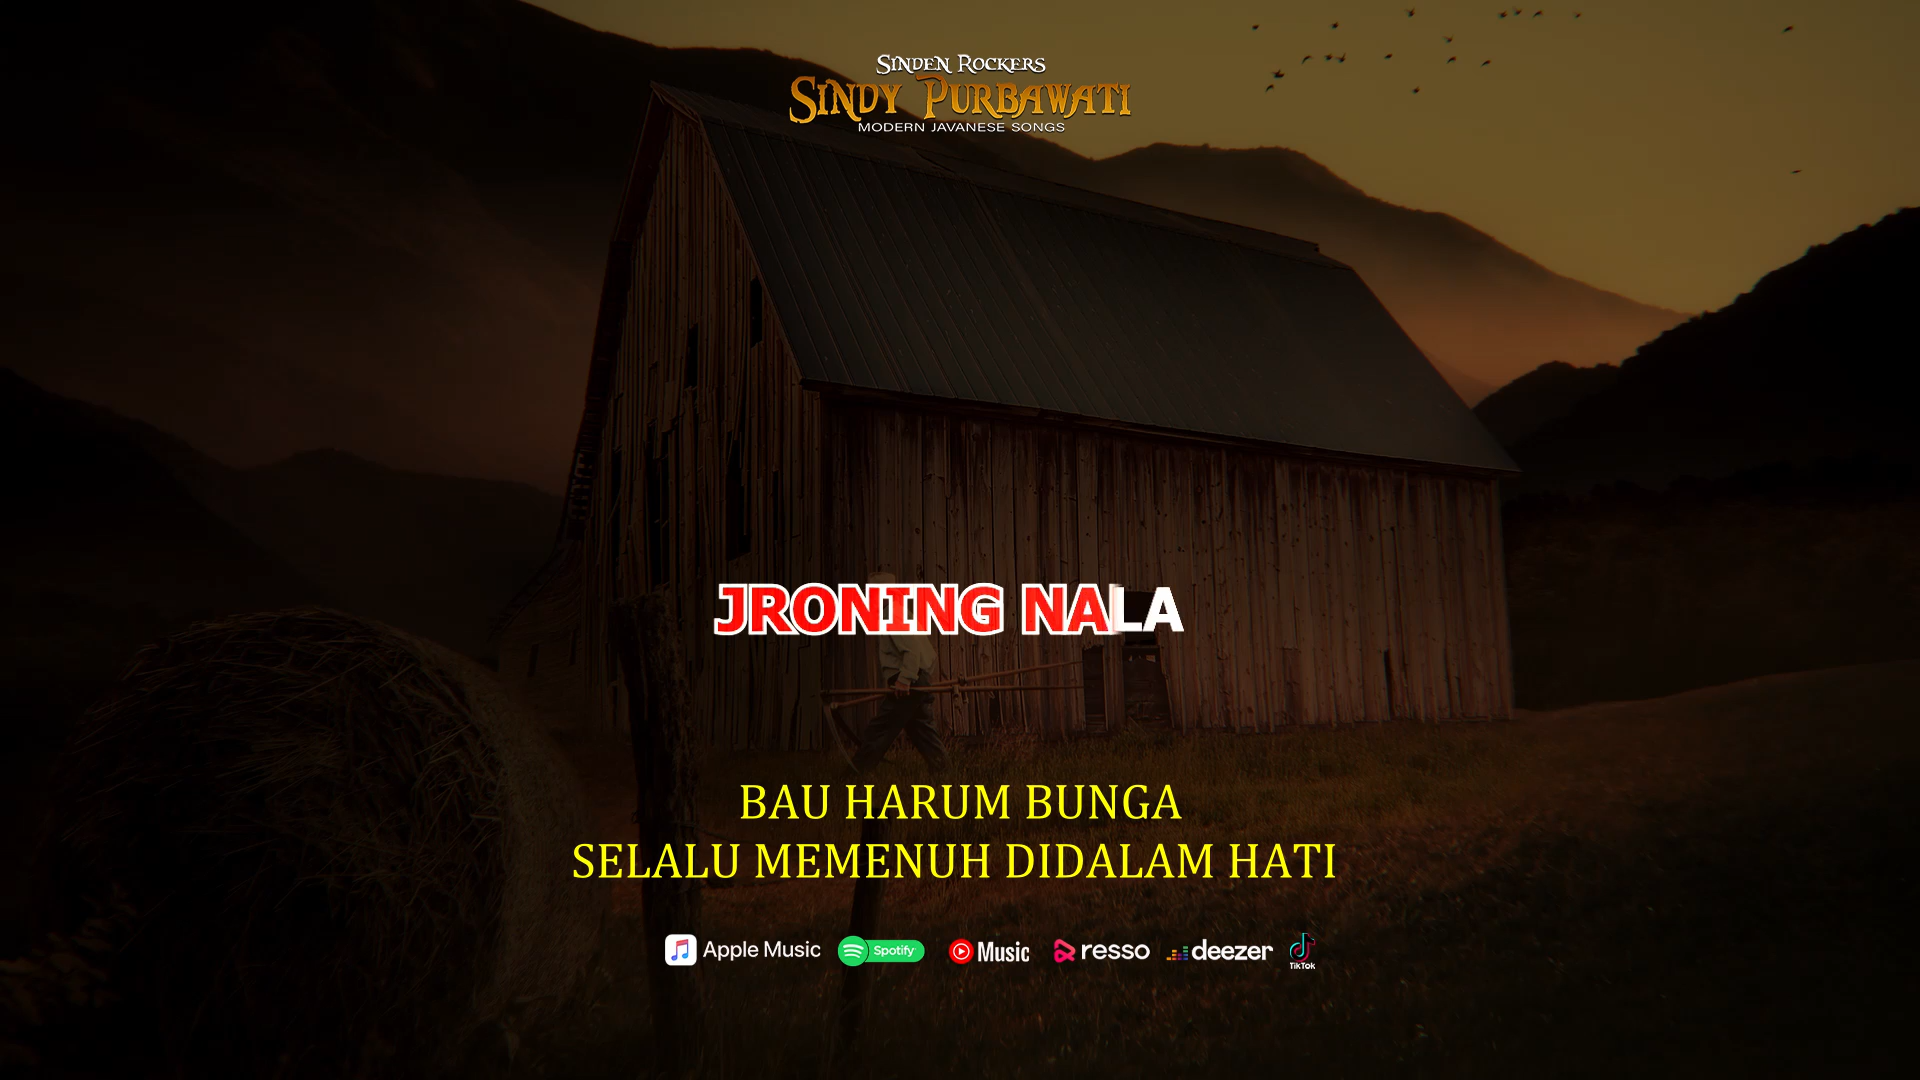 SINDEN ROCKERS
SINDY PURBAWATI
MODERN JAVANESE SONGS
JRONING NALA
BAU HARUM BUNGA
SELALU MEMENUH DIDALAM HATI
Apple Music Spotify Music resso deezer TikTok